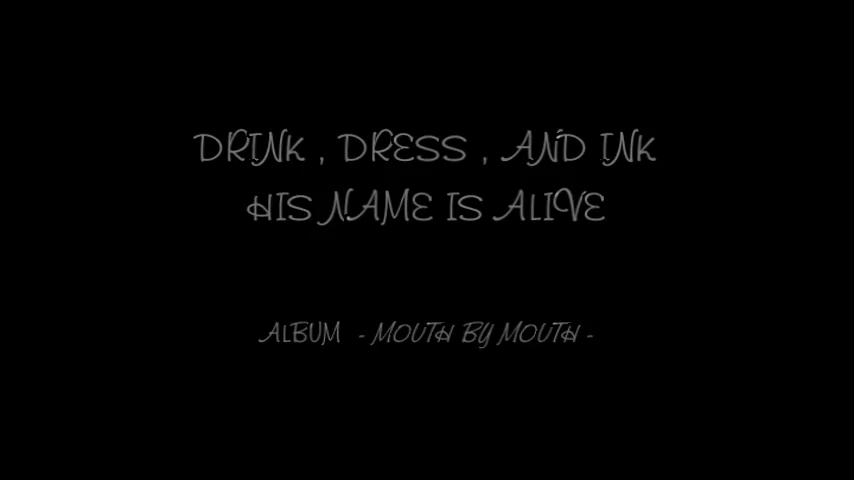 DRINK , DRESS , AND INK
HIS NAME IS ALIVE
ALBUM - MOUTH BY MOUTH -